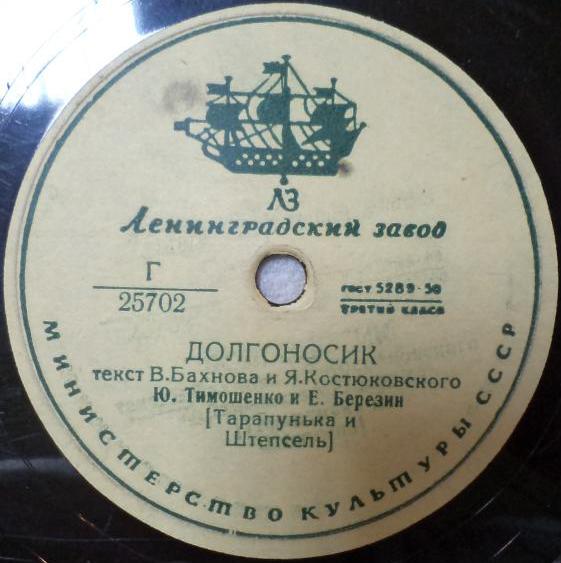 ЛЗ
Ленинградский завод
Г
25702
ГОСТ 5289-50
ТРЕТИЙ КЛАСС
ДОЛГОНОСИК
текст В.Бахнова и Я.Костюковского
Ю. Тимошенко и Е. Березин
[Тарапунька и
Штепсель]
МИНИСТЕРСТВО КУЛЬТУРЫ СССР